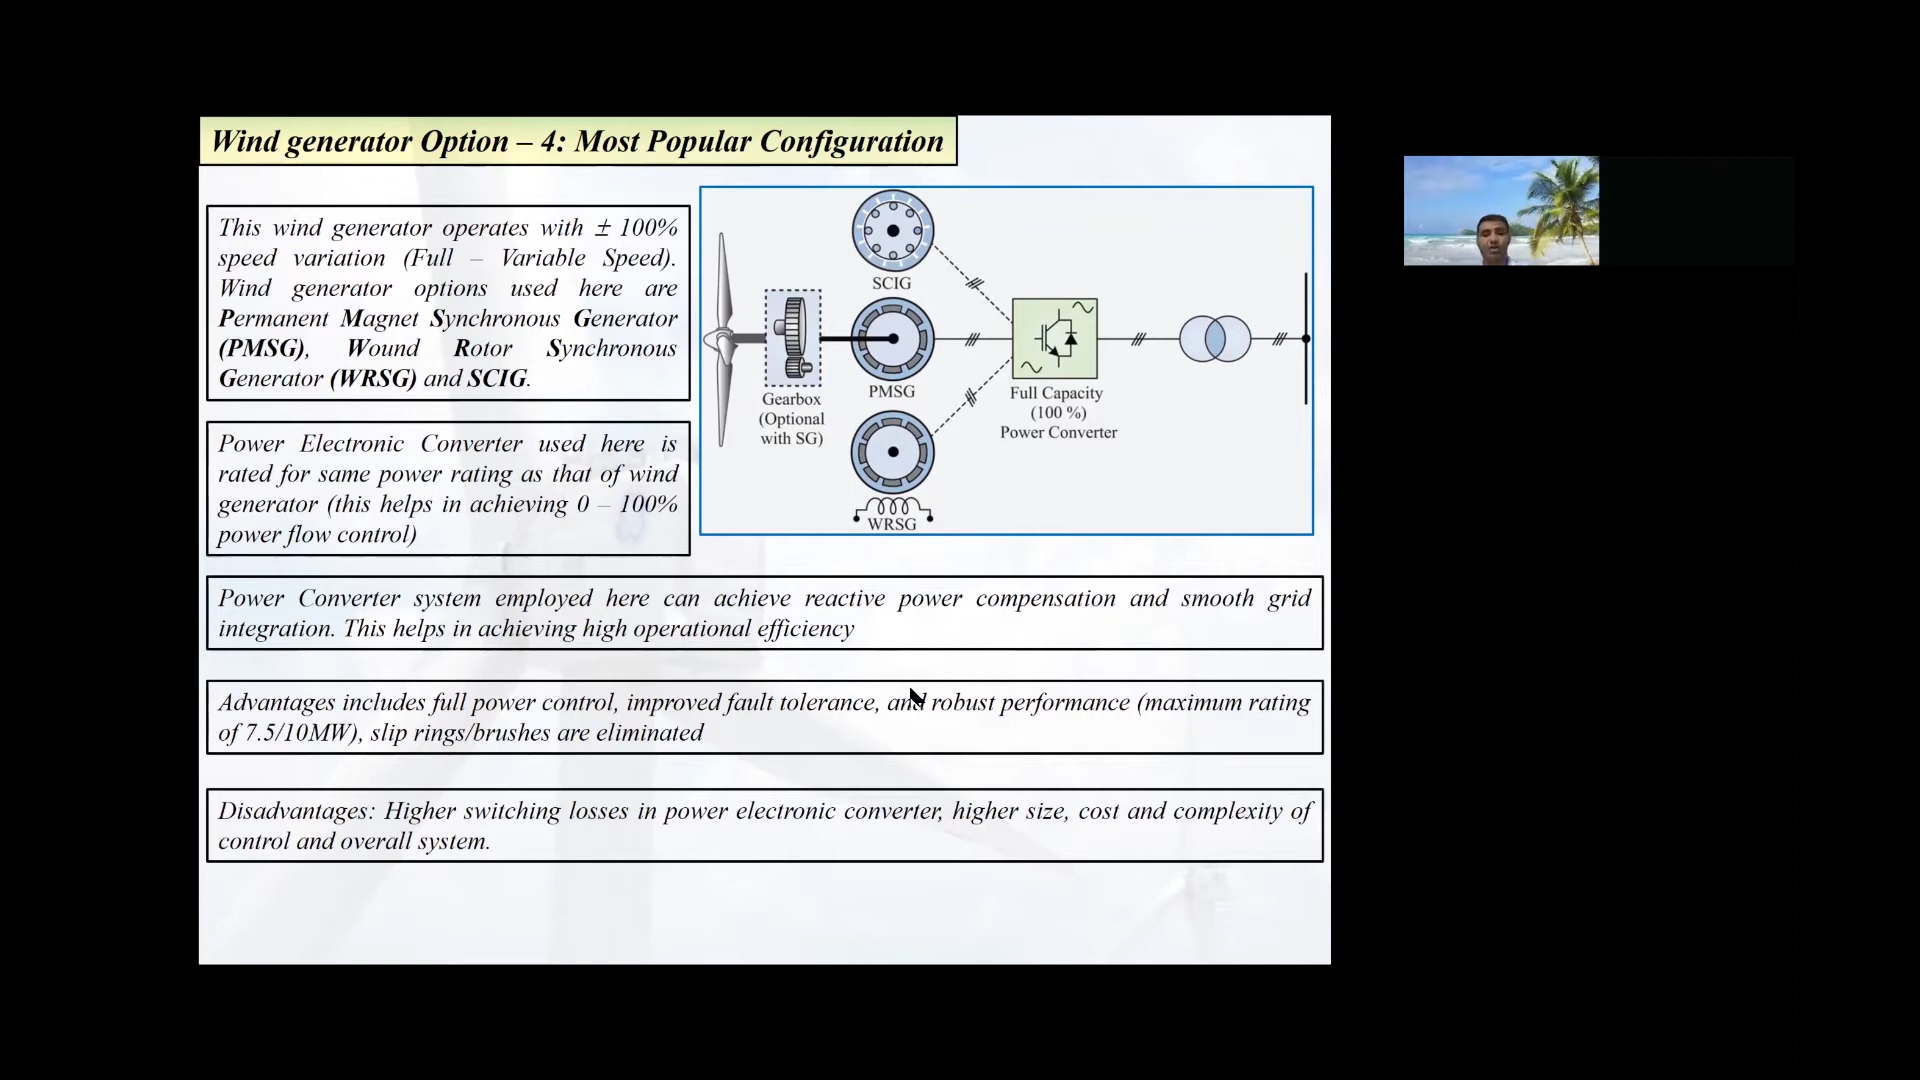 Wind generator Option – 4: Most Popular Configuration
This wind generator operates with ± 100%
speed variation (Full – Variable Speed).
Wind generator options used here are
Permanent Magnet Synchronous Generator
(PMSG), Wound Rotor Synchronous
Generator (WRSG) and SCIG.
Power Electronic Converter used here is
rated for same power rating as that of wind
generator (this helps in achieving 0 – 100%
power flow control)
SCIG
PMSG
WRSG
Gearbox
(Optional
with SG)
Full Capacity
(100 %)
Power Converter
Power Converter system employed here can achieve reactive power compensation and smooth grid
integration. This helps in achieving high operational efficiency
Advantages includes full power control, improved fault tolerance, and robust performance (maximum rating
of 7.5/10MW), slip rings/brushes are eliminated
Disadvantages: Higher switching losses in power electronic converter, higher size, cost and complexity of
control and overall system.